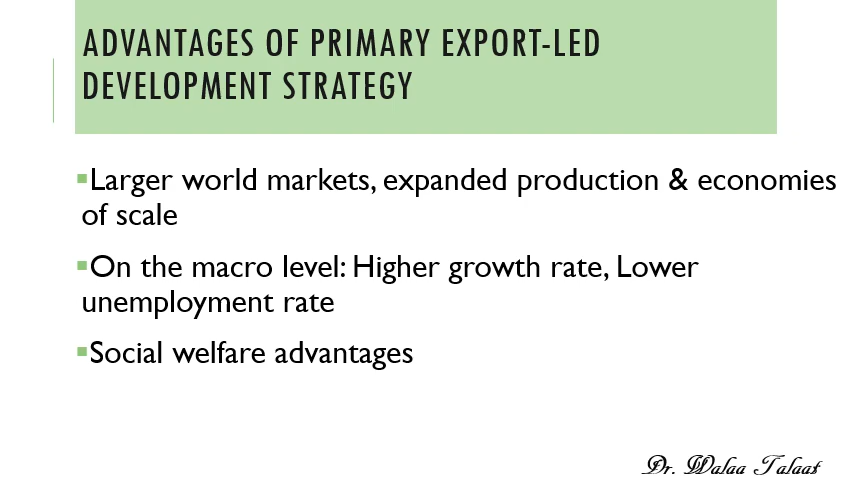 ADVANTAGES OF PRIMARY EXPORT-LED
DEVELOPMENT STRATEGY
▪Larger world markets, expanded production & economies
of scale
▪On the macro level: Higher growth rate, Lower
unemployment rate
▪Social welfare advantages
Dr. Walaa Talaat